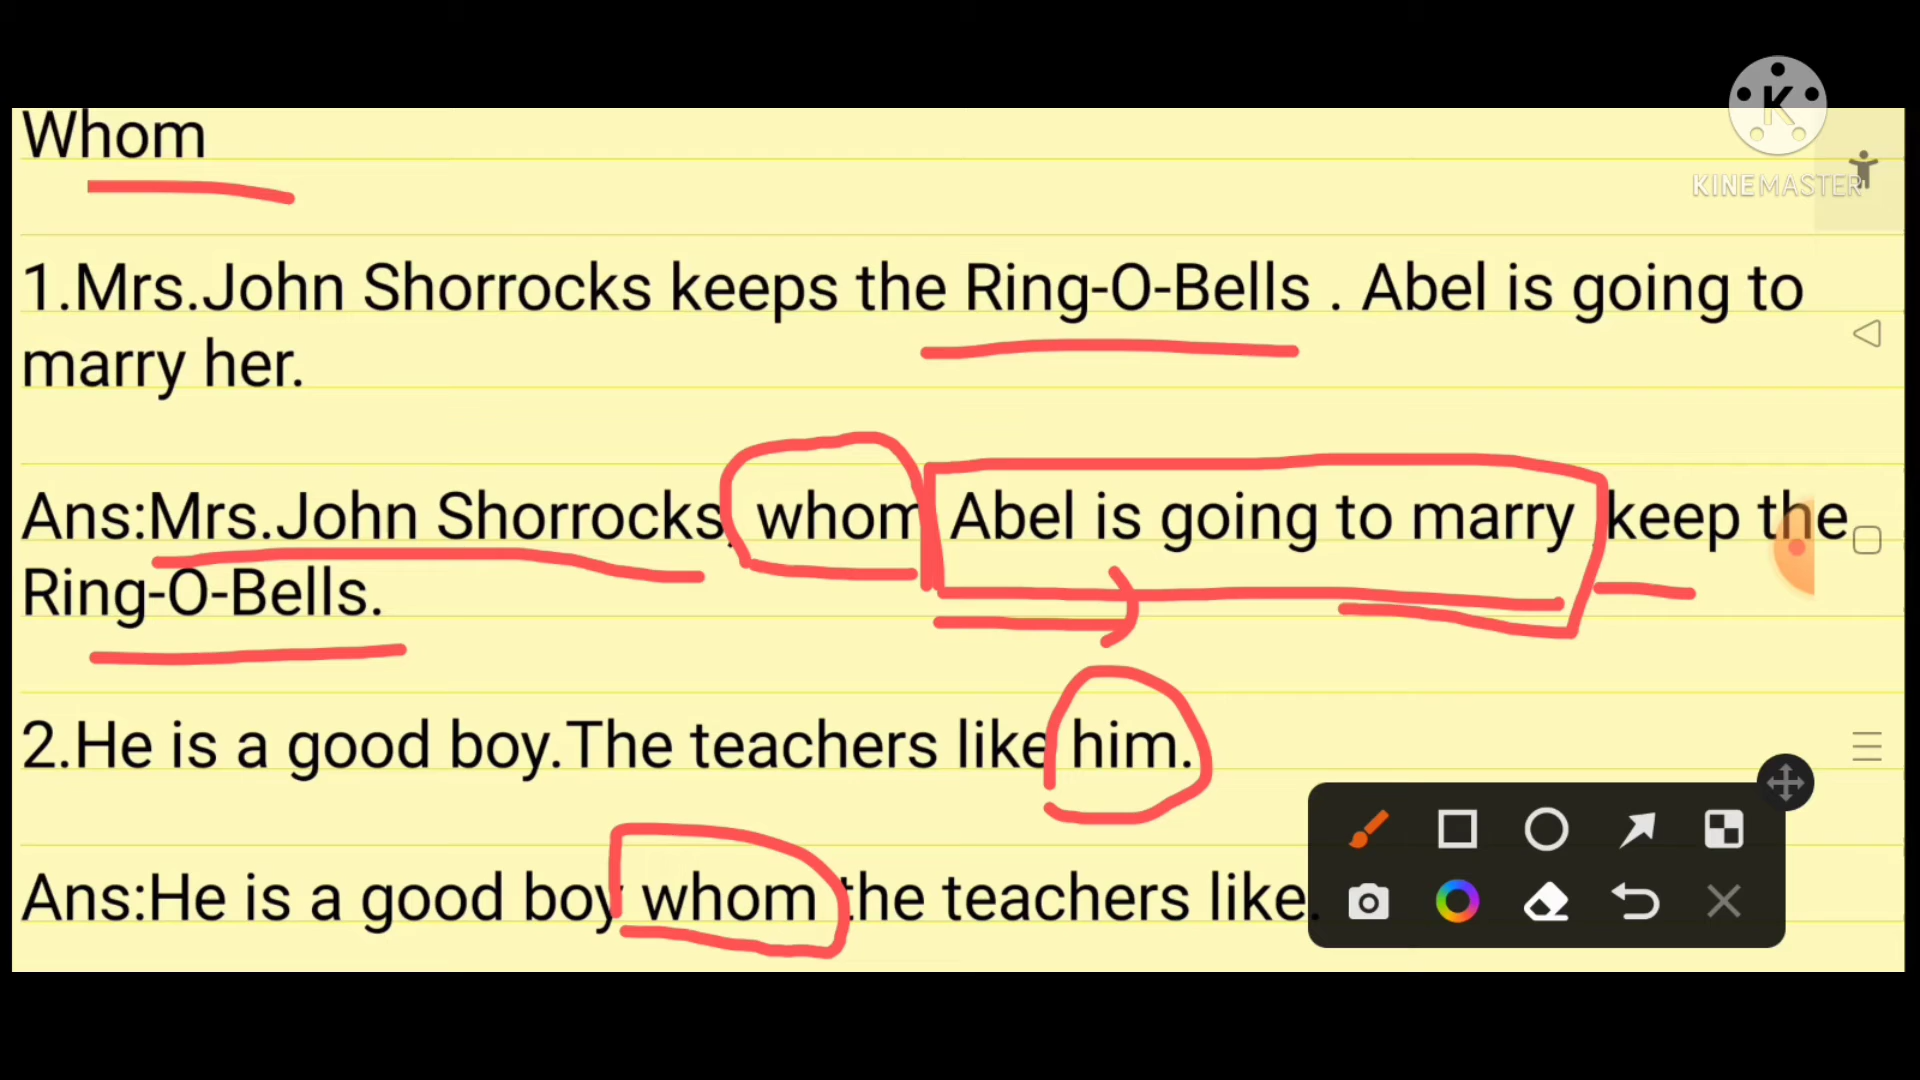 Whom
KINEMASTER
1.Mrs.John Shorrocks keeps the Ring-O-Bells . Abel is going to
marry her.
Ans:Mrs.John Shorrocks, whom Abel is going to marry keep the
Ring-O-Bells.
2.He is a good boy.The teachers like him.
Ans:He is a good boy whom the teachers like.